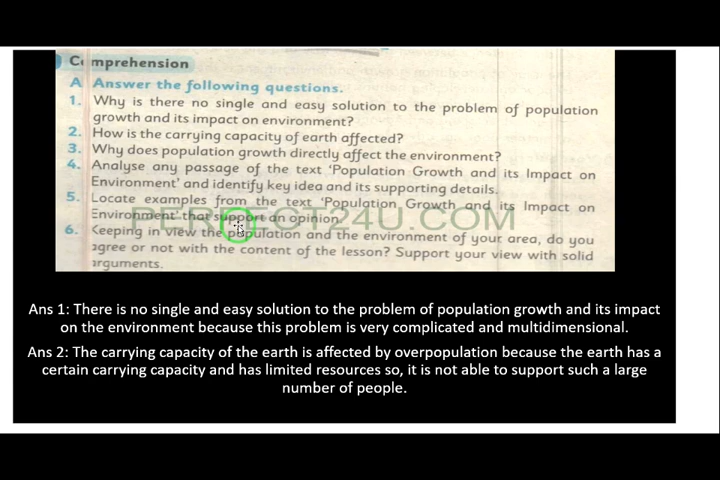 Comprehension
A Answer the following questions.
1. Why is there no single and easy solution to the problem of population
growth and its impact on environment?
2. How is the carrying capacity of earth affected?
3. Why does population growth directly affect the environment?
4. Analyse any passage of the text 'Population Growth and its Impact on
Environment' and identify key idea and its supporting details.
5. Locate examples from the text 'Population Growth and its Impact on
Environment' that support an opinion.
PERFECT24U.COM
6. Keeping in view the population and the environment of your area, do you
agree or not with the content of the lesson? Support your view with solid
arguments.
Ans 1: There is no single and easy solution to the problem of population growth and its impact
on the environment because this problem is very complicated and multidimensional.
Ans 2: The carrying capacity of the earth is affected by overpopulation because the earth has a
certain carrying capacity and has limited resources so, it is not able to support such a large
number of people.